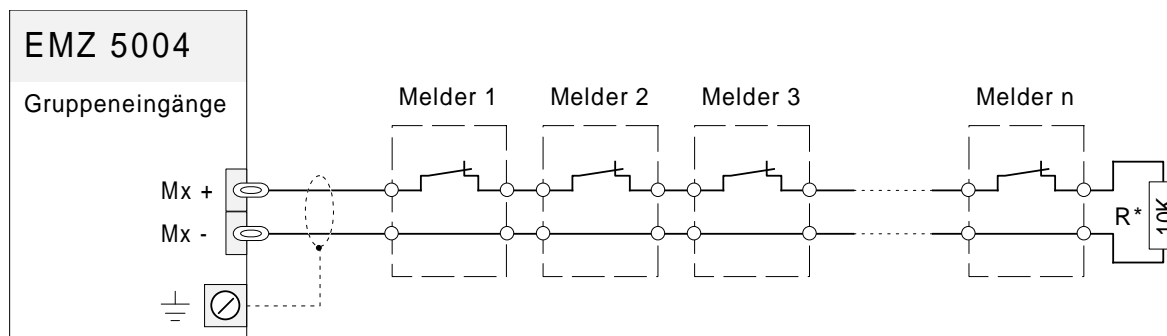 EMZ 5004
Gruppeneingänge
Melder 1 Melder 2 Melder 3 Melder n
Mx +
Mx -
R*
10K